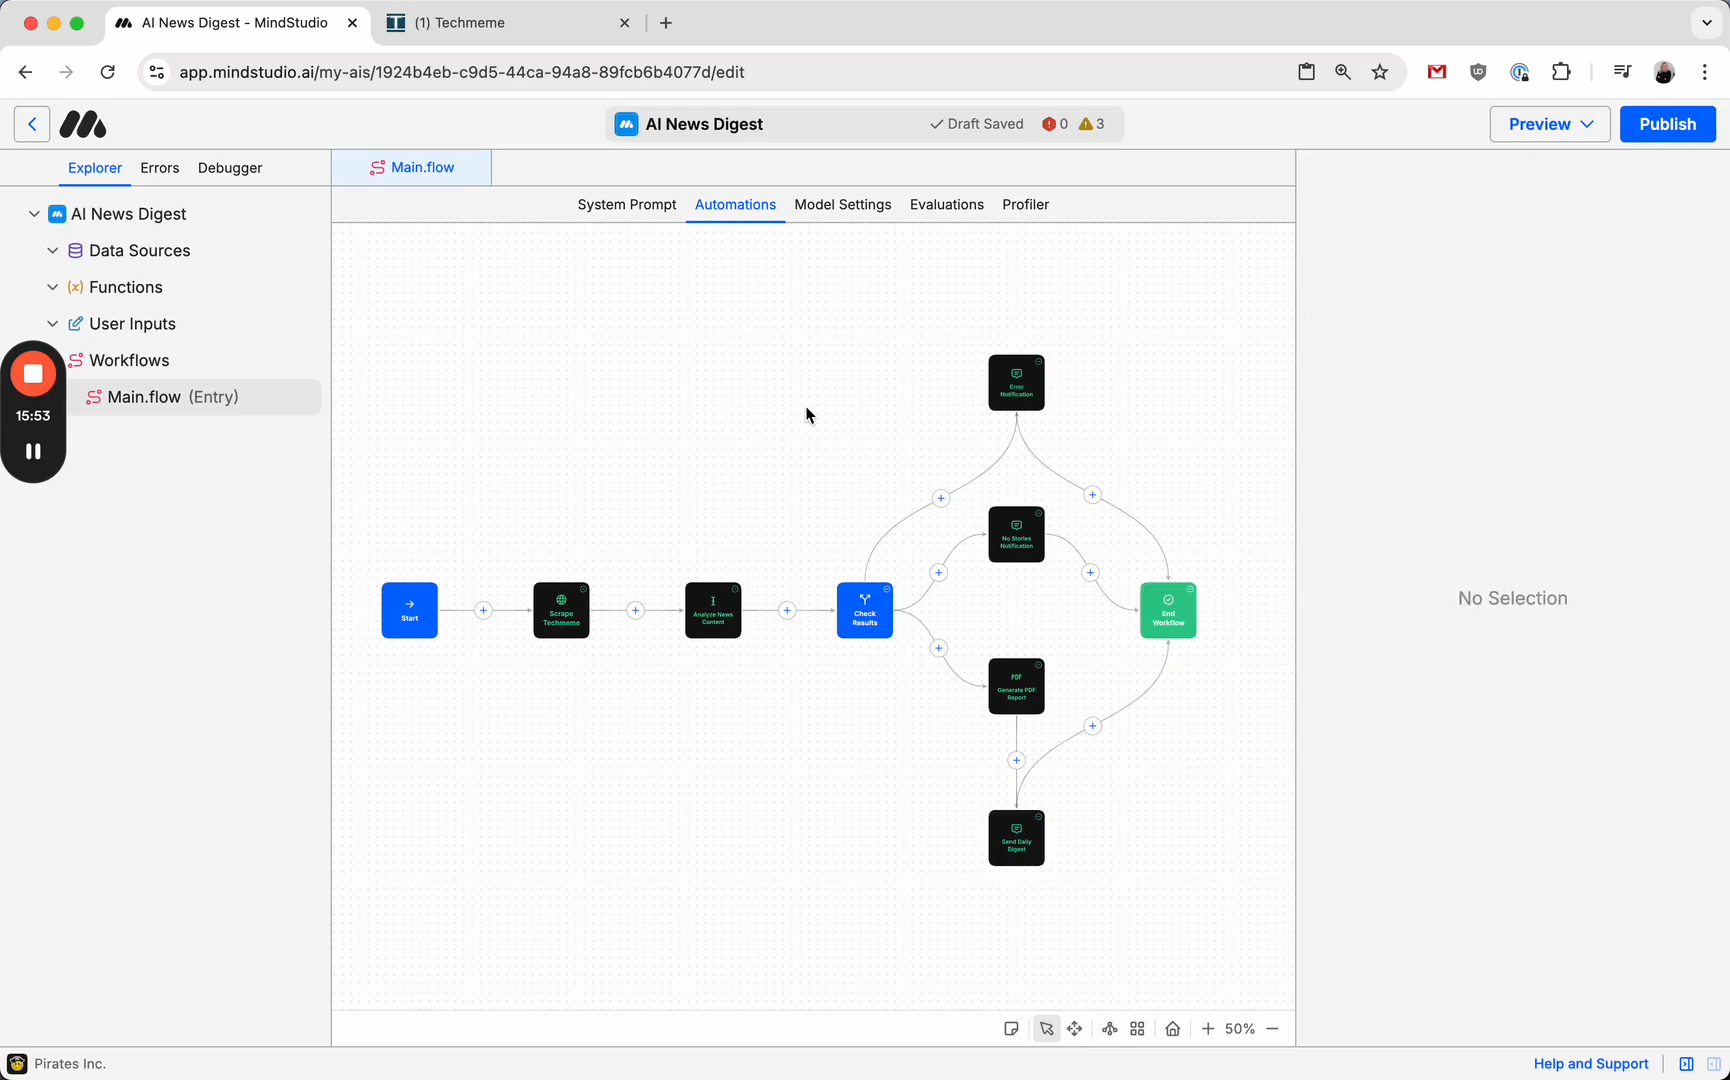 AI News Digest - MindStudio
(1) Techmeme
app.mindstudio.ai/my-ais/1924b4eb-c9d5-44ca-94a8-89fcb6b4077d/edit
AI News Digest
Draft Saved
0
3
Preview
Publish
Explorer
Errors
Debugger
Main.flow
System Prompt
Automations
Model Settings
Evaluations
Profiler
AI News Digest
Data Sources
Functions
User Inputs
Workflows
Main.flow (Entry)
15:53
Error
Notification
No Stories
Notification
Start
Scrape
Techmeme
Analyze News
Content
Check
Results
End
Workflow
PDF
Generate PDF
Report
Send Daily
Digest
No Selection
50%
Pirates Inc.
Help and Support